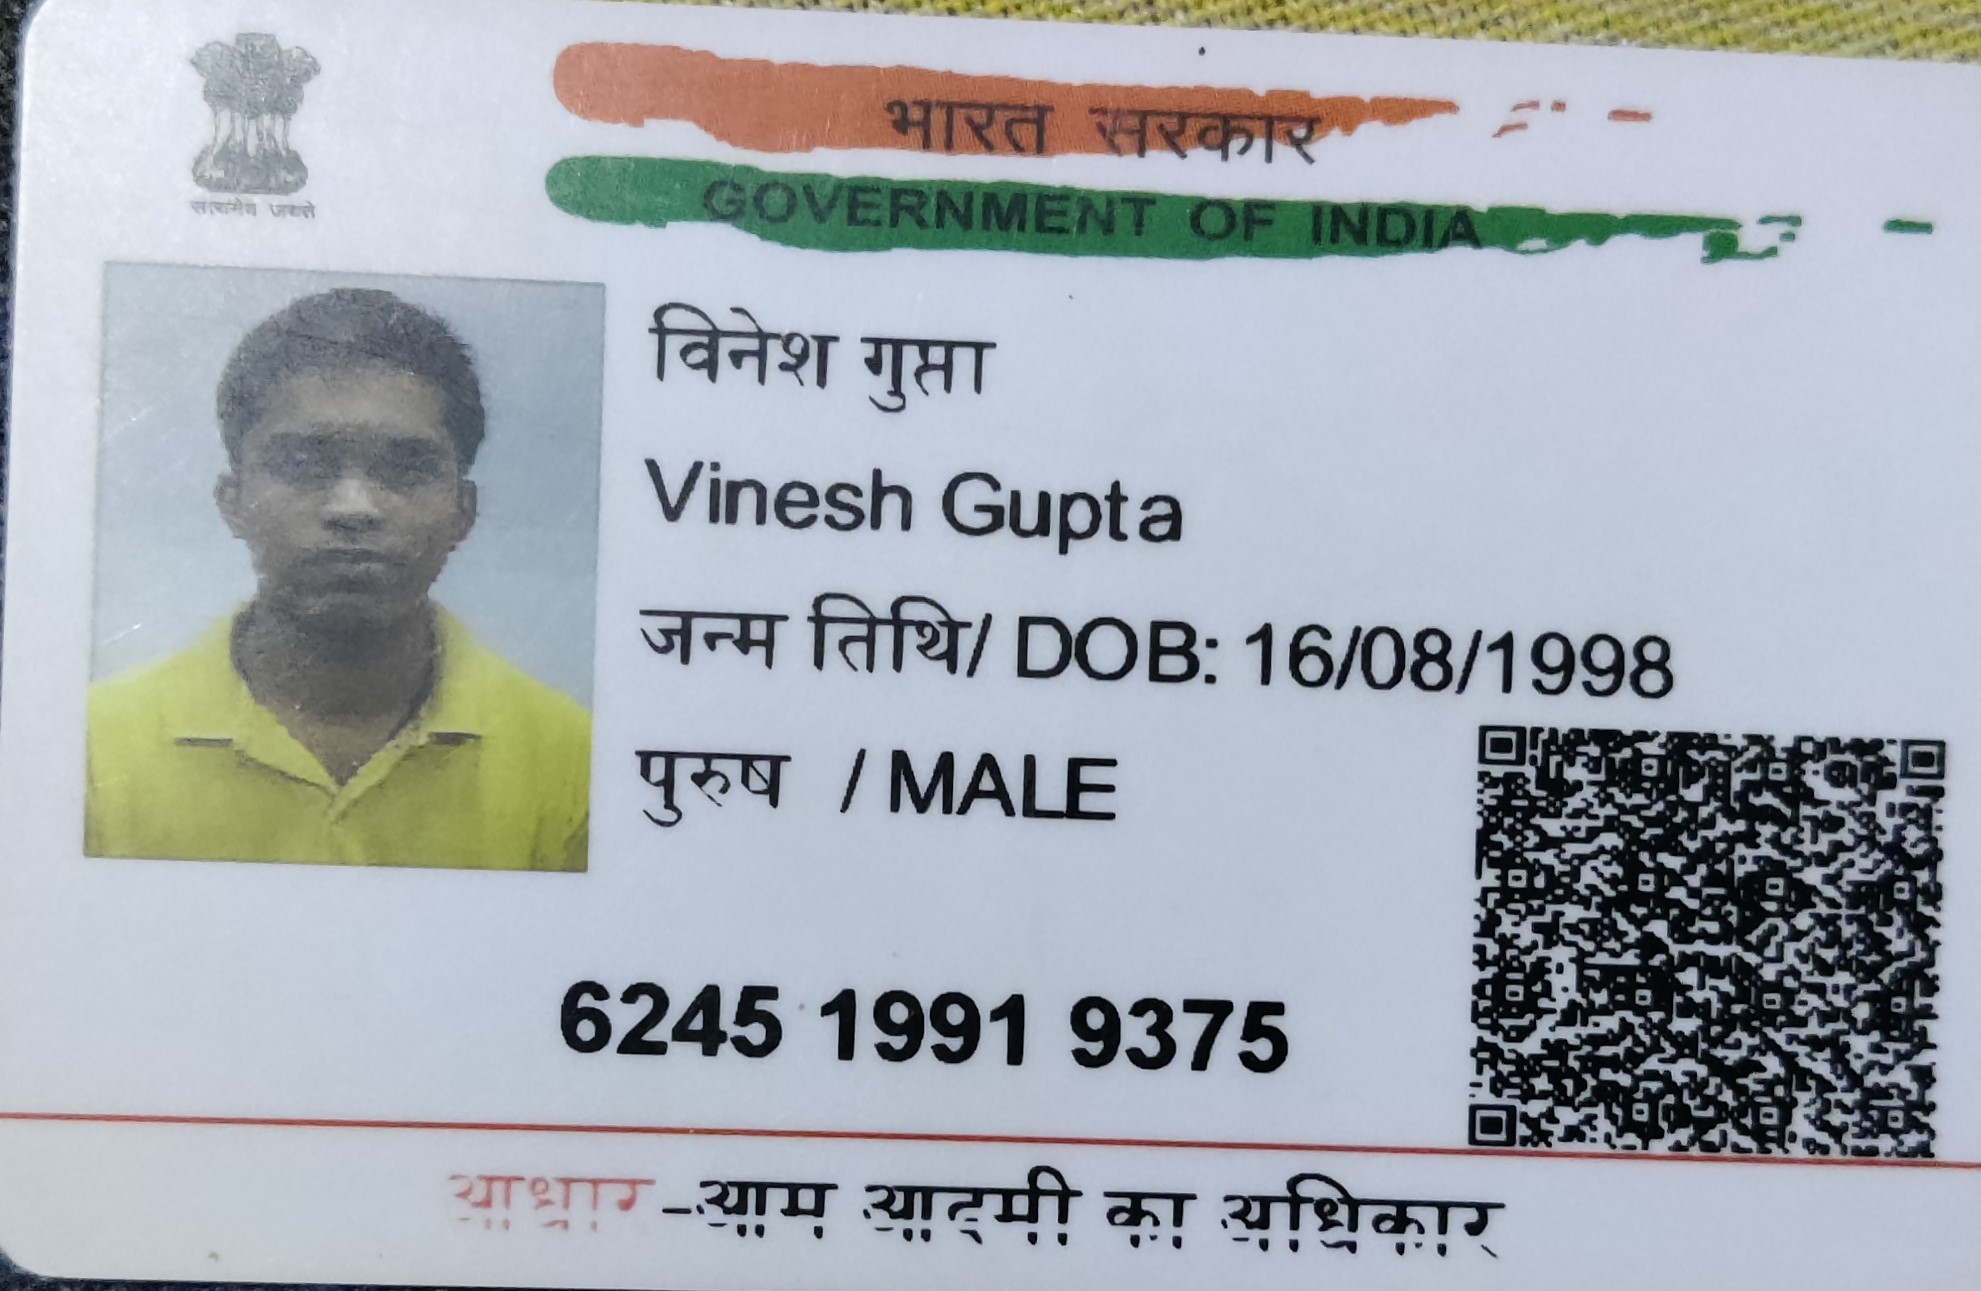 सत्यमेव जयते
भारत सरकार
GOVERNMENT OF INDIA
विनेश गुप्ता
Vinesh Gupta
जन्म तिथि/ DOB: 16/08/1998
पुरुष / MALE
6245 1991 9375
आधार -आम आदमी का अधिकार